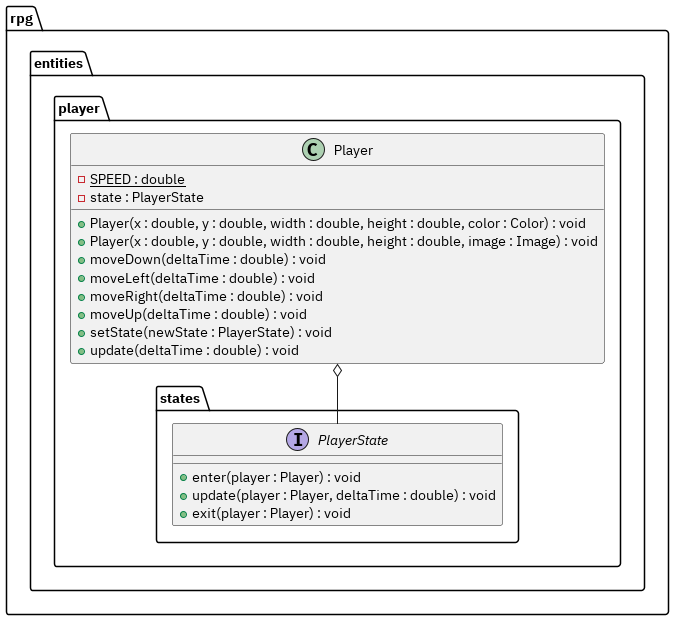 rpg
entities
player
C Player
SPEED : double
state : PlayerState
Player(x : double, y : double, width : double, height : double, color : Color) : void
Player(x : double, y : double, width : double, height : double, image : Image) : void
moveDown(deltaTime : double) : void
moveLeft(deltaTime : double) : void
moveRight(deltaTime : double) : void
moveUp(deltaTime : double) : void
setState(newState : PlayerState) : void
update(deltaTime : double) : void
states
I PlayerState
enter(player : Player) : void
update(player : Player, deltaTime : double) : void
exit(player : Player) : void